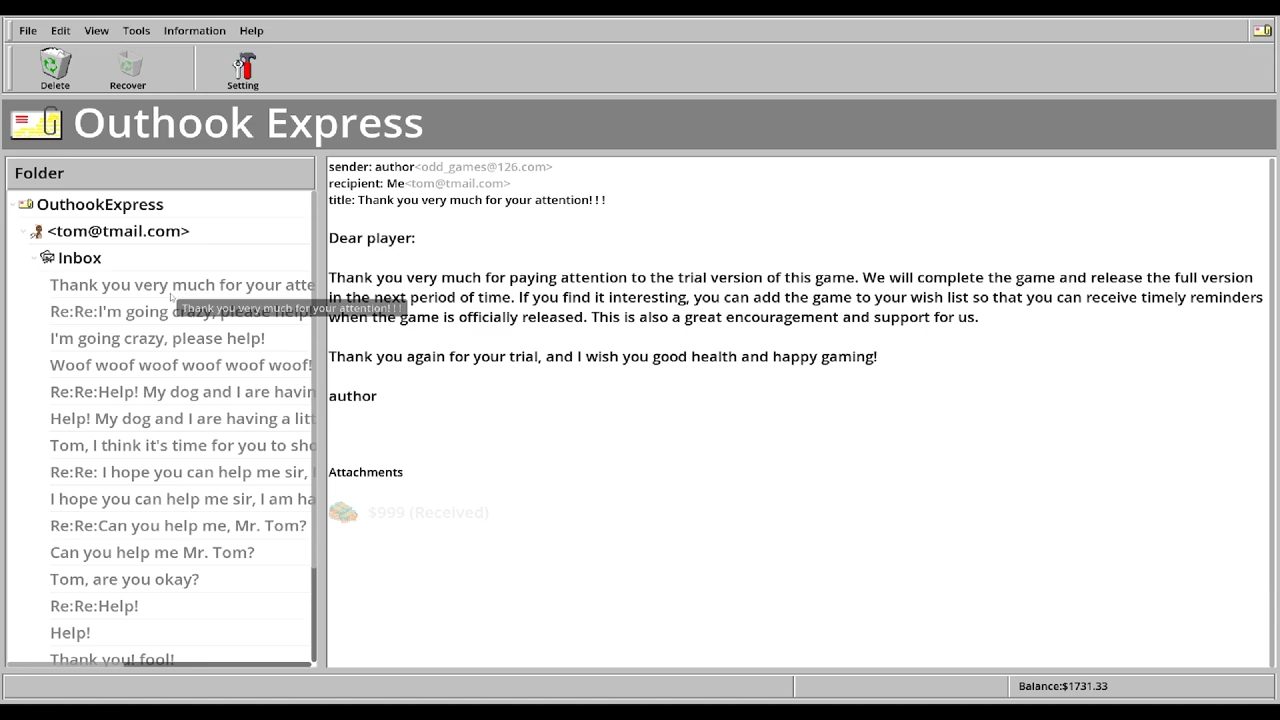 File Edit View Tools Information Help
Delete Recover Setting
Outhook Express
Folder
OuthookExpress
<tom@tmail.com>
Inbox
Thank you very much for your atte
Thank you very much for your attention! ! !
Re:Re:I'm going crazy, please help!
I'm going crazy, please help!
Woof woof woof woof woof woof!
Re:Re:Help! My dog and I are havin
Help! My dog and I are having a litt
Tom, I think it's time for you to sho
Re:Re: I hope you can help me sir, I
I hope you can help me sir, I am ha
Re:Re:Can you help me, Mr. Tom?
Can you help me Mr. Tom?
Tom, are you okay?
Re:Re:Help!
Help!
Thank you! fool!
sender: author<odd_games@126.com>
recipient: Me<tom@tmail.com>
title: Thank you very much for your attention! ! !
Dear player:
Thank you very much for paying attention to the trial version of this game. We will complete the game and release the full version
in the next period of time. If you find it interesting, you can add the game to your wish list so that you can receive timely reminders
when the game is officially released. This is also a great encouragement and support for us.
Thank you again for your trial, and I wish you good health and happy gaming!
author
Attachments
$999 (Received)
Balance:$1731.33